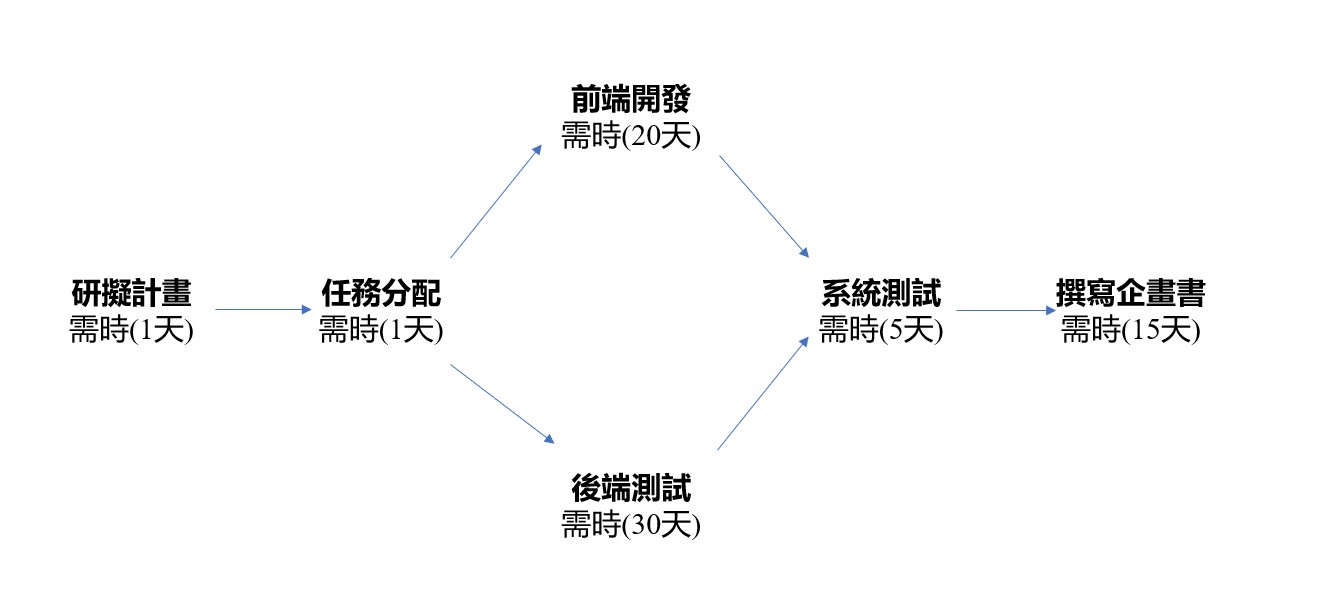 前端開發
需時(20天)
研擬計畫
需時(1天)
任務分配
需時(1天)
系統測試
需時(5天)
撰寫企畫書
需時(15天)
後端測試
需時(30天)